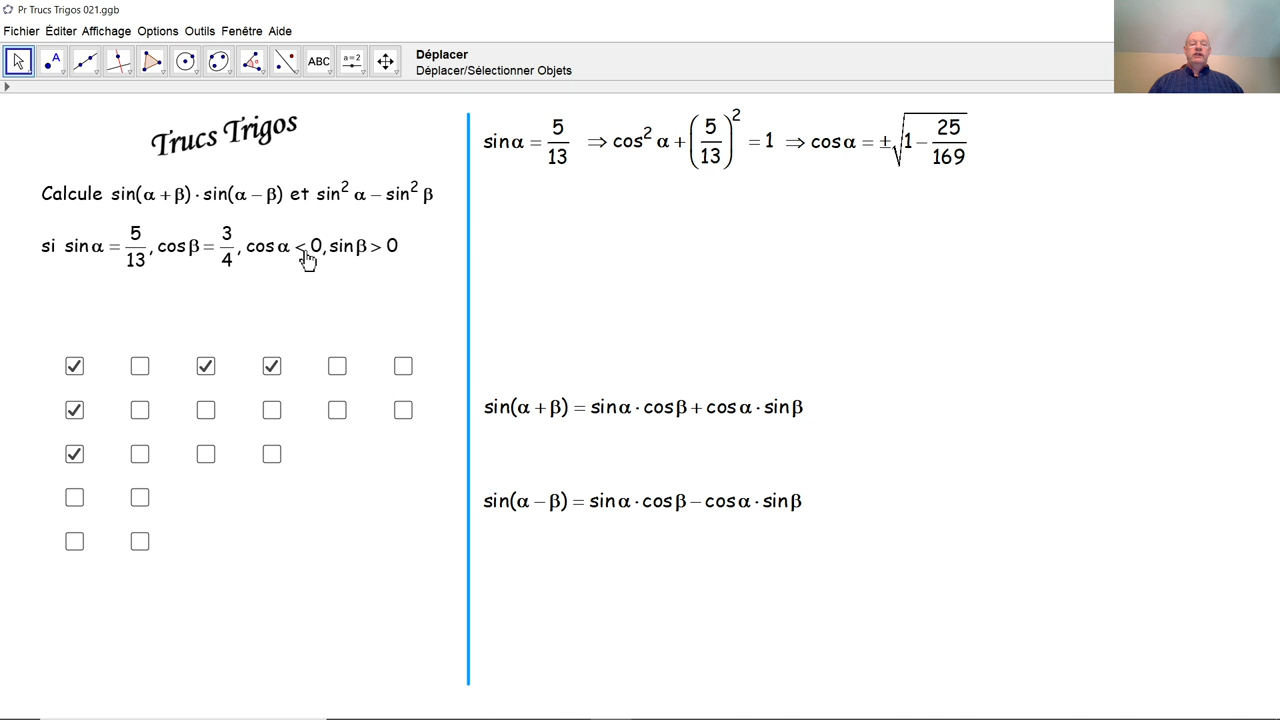 Pr Trucs Trigos 021.ggb
Fichier Éditer Affichage Options Outils Fenêtre Aide
A ABC a=2 Déplacer
Déplacer/Sélectionner Objets
Trucs Trigos
Calcule sin(α + β) · sin(α − β) et sin² α − sin² β
si sin α = 5/13, cos β = 3/4, cos α < 0, sin β > 0
sin α = 5/13 ⇒ cos² α + (5/13)² = 1 ⇒ cos α = ±√(1 − 25/169)
sin(α + β) = sin α · cos β + cos α · sin β
sin(α − β) = sin α · cos β − cos α · sin β